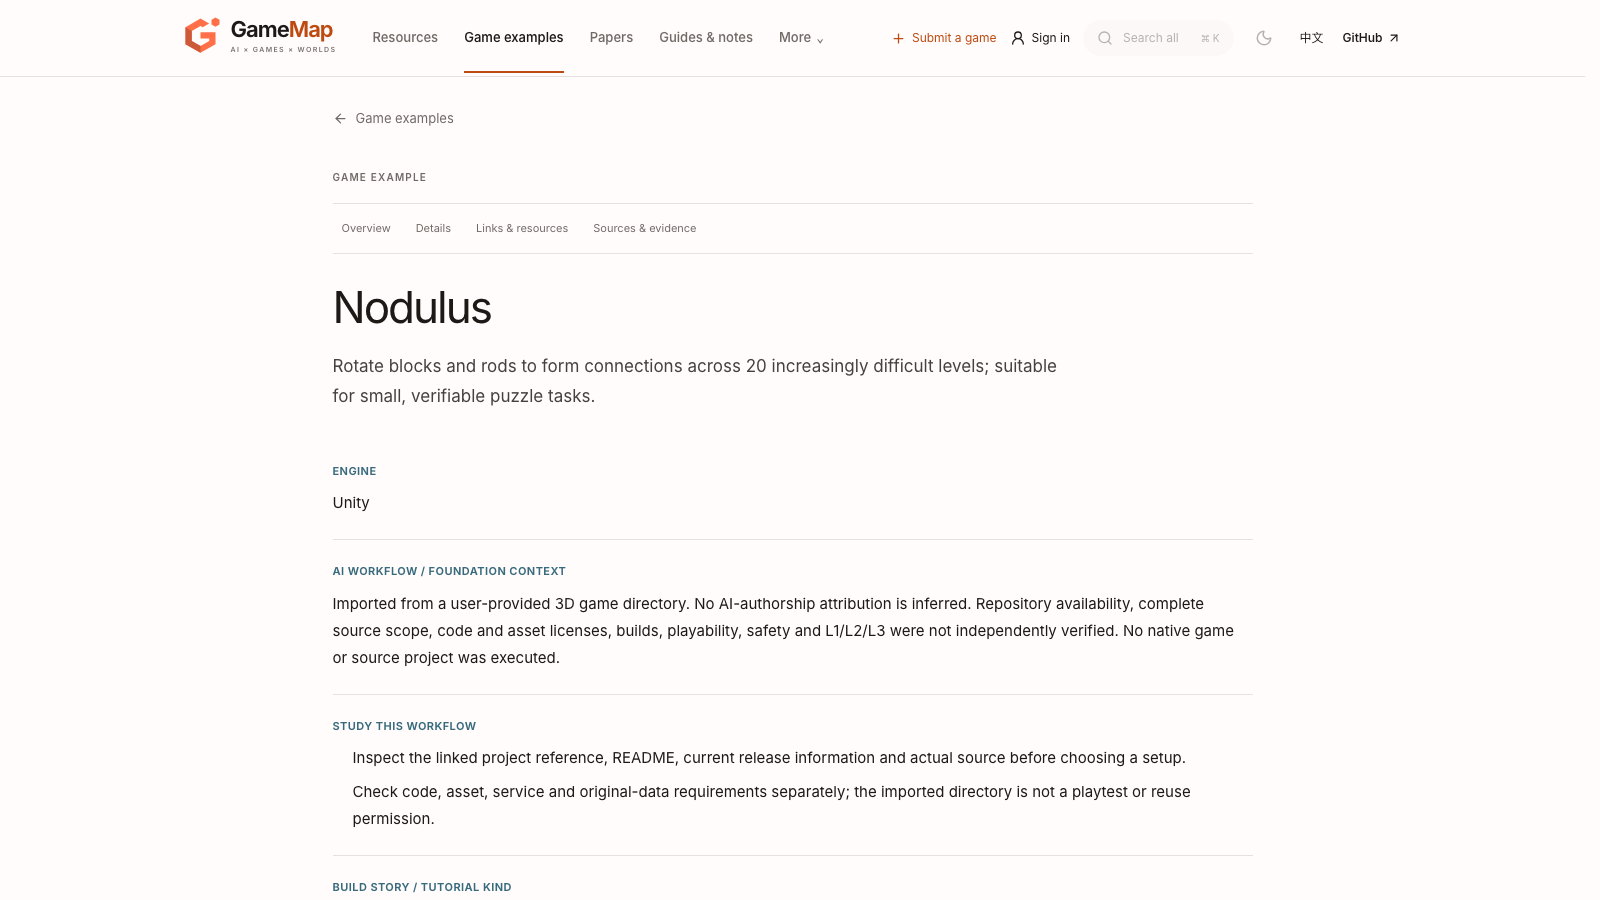 GameMap
AI × GAMES × WORLDS
Resources
Game examples
Papers
Guides & notes
More
Submit a game
Sign in
Search all
⌘ K
中文
GitHub
Game examples
GAME EXAMPLE
Overview
Details
Links & resources
Sources & evidence
Nodulus
Rotate blocks and rods to form connections across 20 increasingly difficult levels; suitable
for small, verifiable puzzle tasks.
ENGINE
Unity
AI WORKFLOW / FOUNDATION CONTEXT
Imported from a user-provided 3D game directory. No AI-authorship attribution is inferred. Repository availability, complete
source scope, code and asset licenses, builds, playability, safety and L1/L2/L3 were not independently verified. No native game
or source project was executed.
STUDY THIS WORKFLOW
Inspect the linked project reference, README, current release information and actual source before choosing a setup.
Check code, asset, service and original-data requirements separately; the imported directory is not a playtest or reuse
permission.
BUILD STORY / TUTORIAL KIND